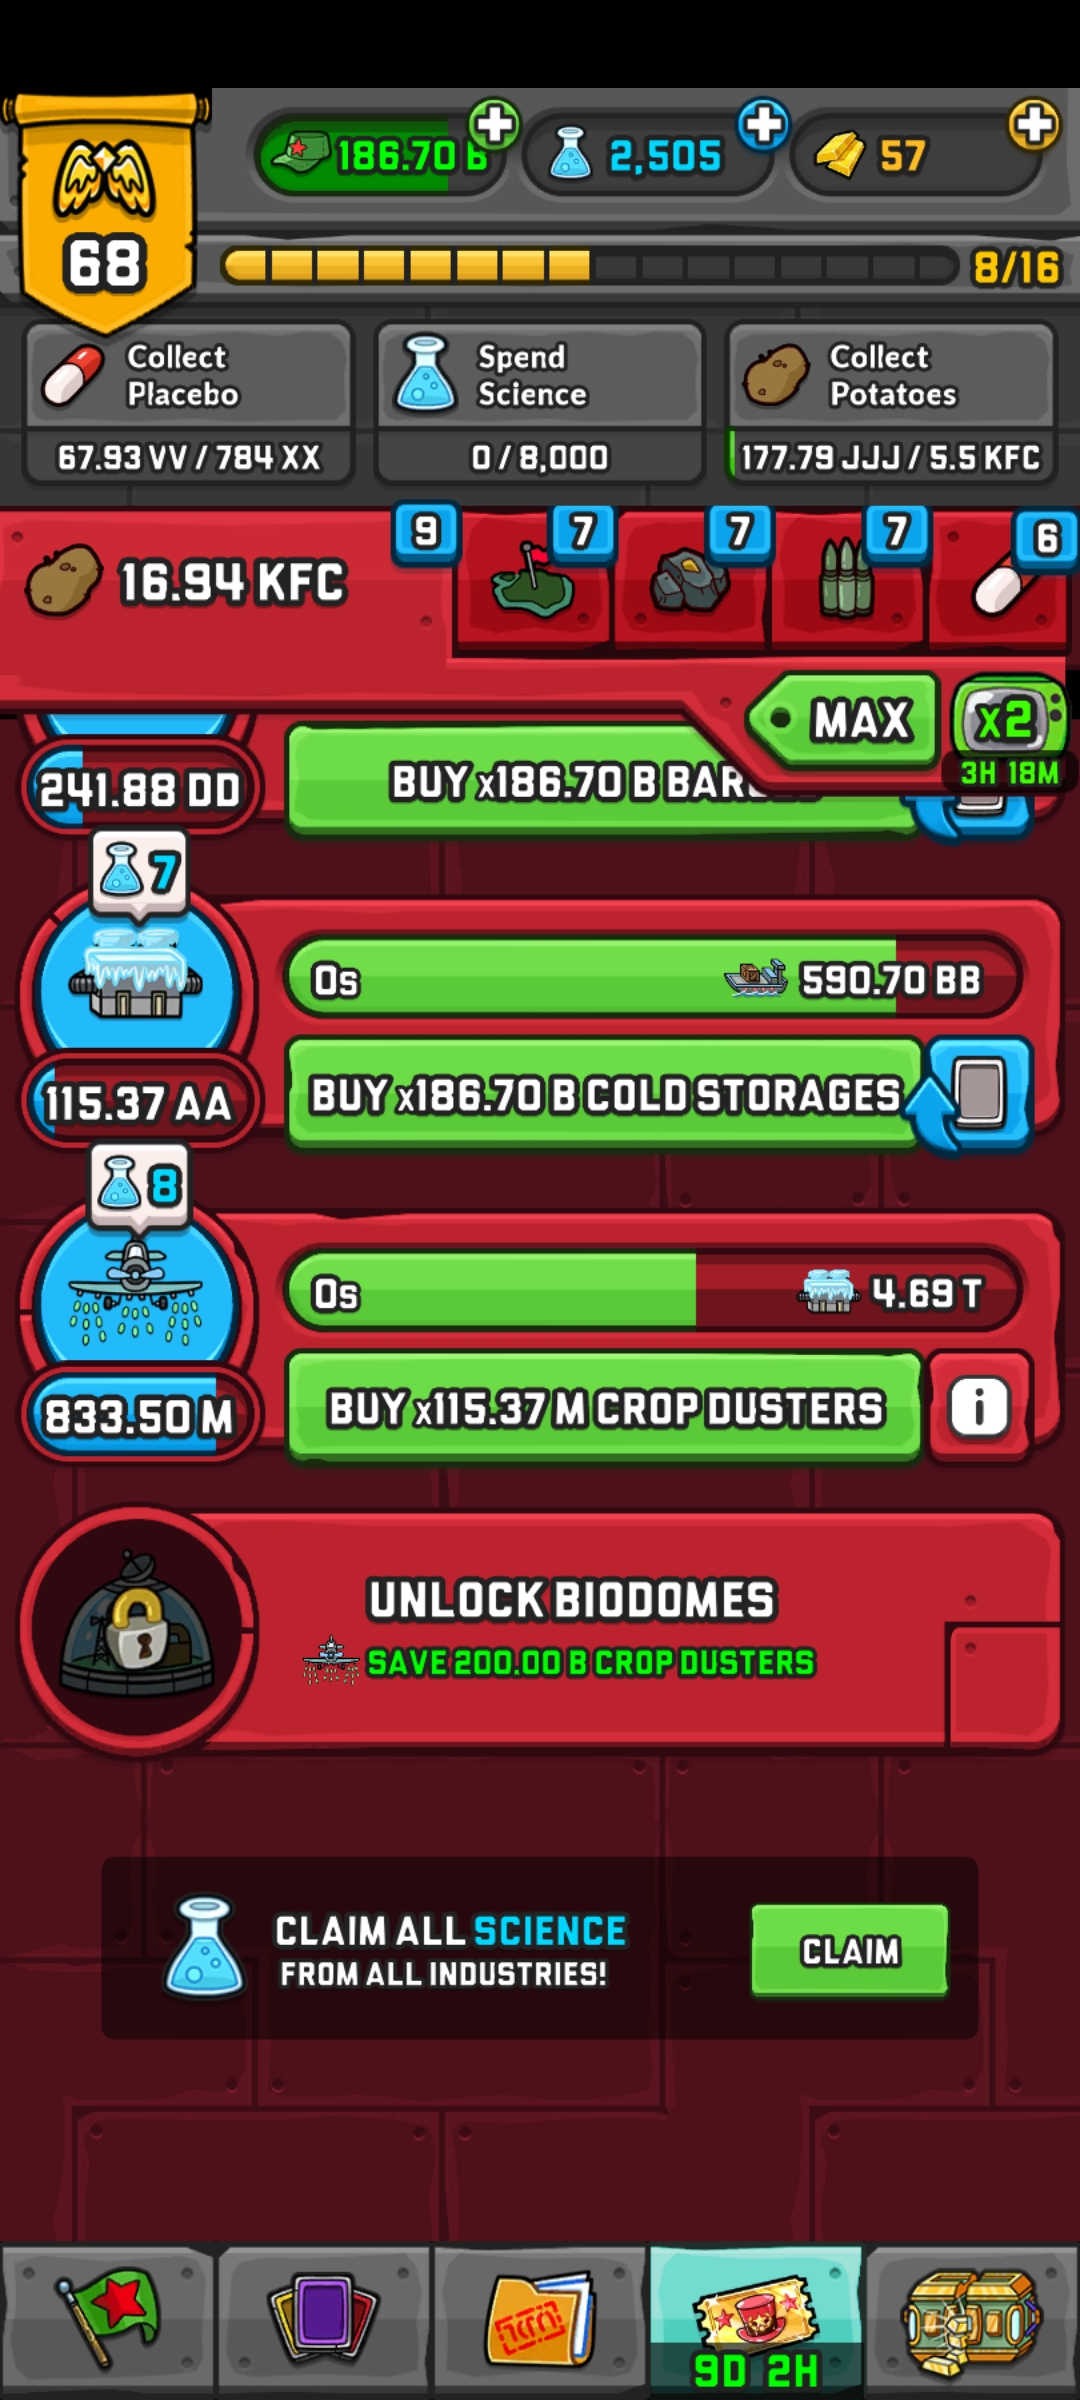 186.70 B
2,505
57
68
8/16
Collect
Placebo
67.93 VV / 784 XX
Spend
Science
0 / 8,000
Collect
Potatoes
177.79 JJJ / 5.5 KFC
16.94 KFC
9
7
7
7
6
MAX
x2
3H 18M
241.88 DD
BUY x186.70 B
7
0s
590.70 BB
115.37 AA
BUY x186.70 B COLD STORAGES
8
0s
4.69 T
833.50 M
BUY x115.37 M CROP DUSTERS
i
UNLOCK BIODOMES
SAVE 200.00 B CROP DUSTERS
CLAIM ALL SCIENCE
FROM ALL INDUSTRIES!
CLAIM
9D 2H